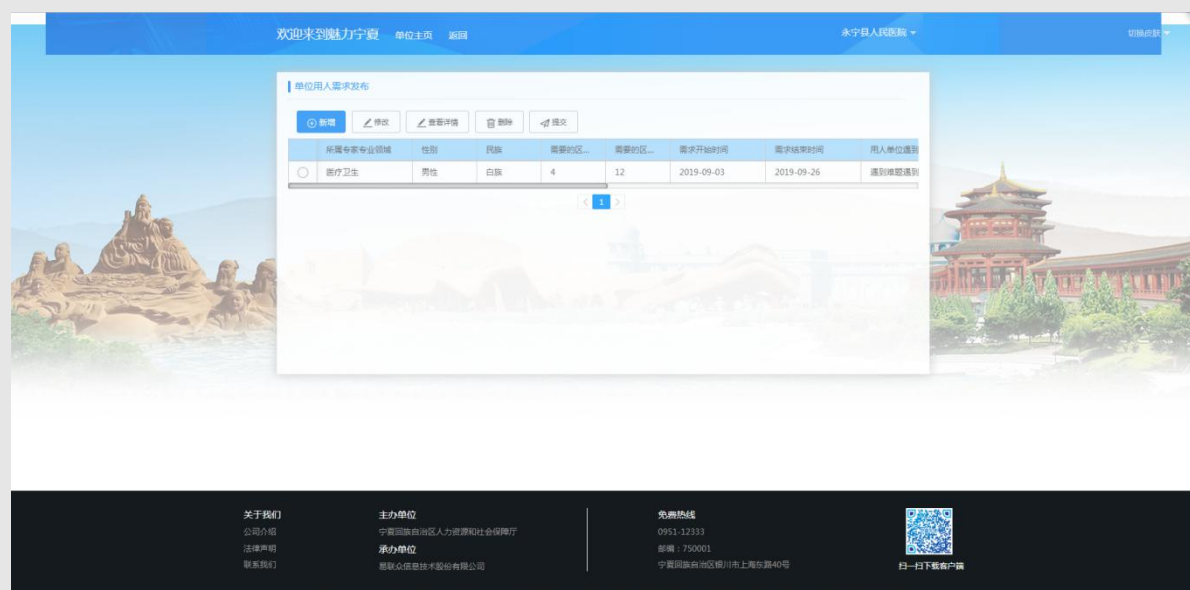 欢迎来到魅力宁夏 单位主页 返回 永宁县人民医院 切换皮肤
单位用人需求发布
新增 修改 查看详情 删除 提交
所属专家专业领域 性别 民族 需要的区... 需要的区... 需求开始时间 需求结束时间 用人单位遇到
医疗卫生 男性 白族 4 12 2019-09-03 2019-09-26 遇到难题遇到
< 1 >
关于我们 主办单位 免费热线
公司介绍 宁夏回族自治区人力资源和社会保障厅 0951-12333
法律声明 承办单位 邮编：750001
联系我们 易联众信息技术股份有限公司 宁夏回族自治区银川市上海东路40号
扫一扫下载客户端